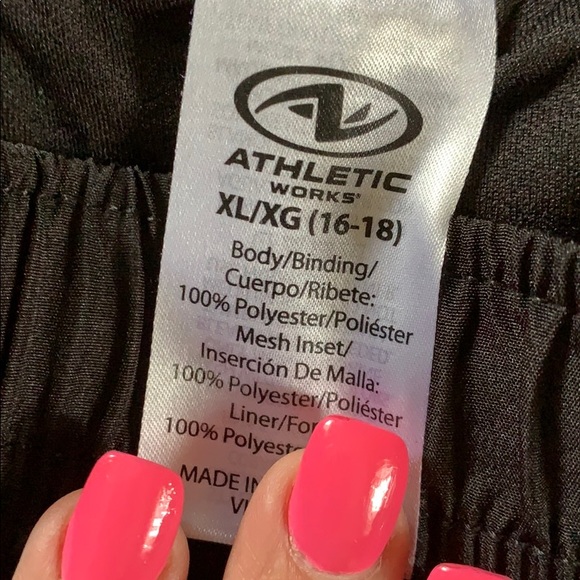 ATHLETIC
WORKS®
XL/XG (16-18)
Body/Binding/
Cuerpo/Ribete:
100% Polyester/Poliéster
Mesh Inset/
Inserción De Malla:
100% Polyester/Poliéster
Liner/
100%
MADE IN